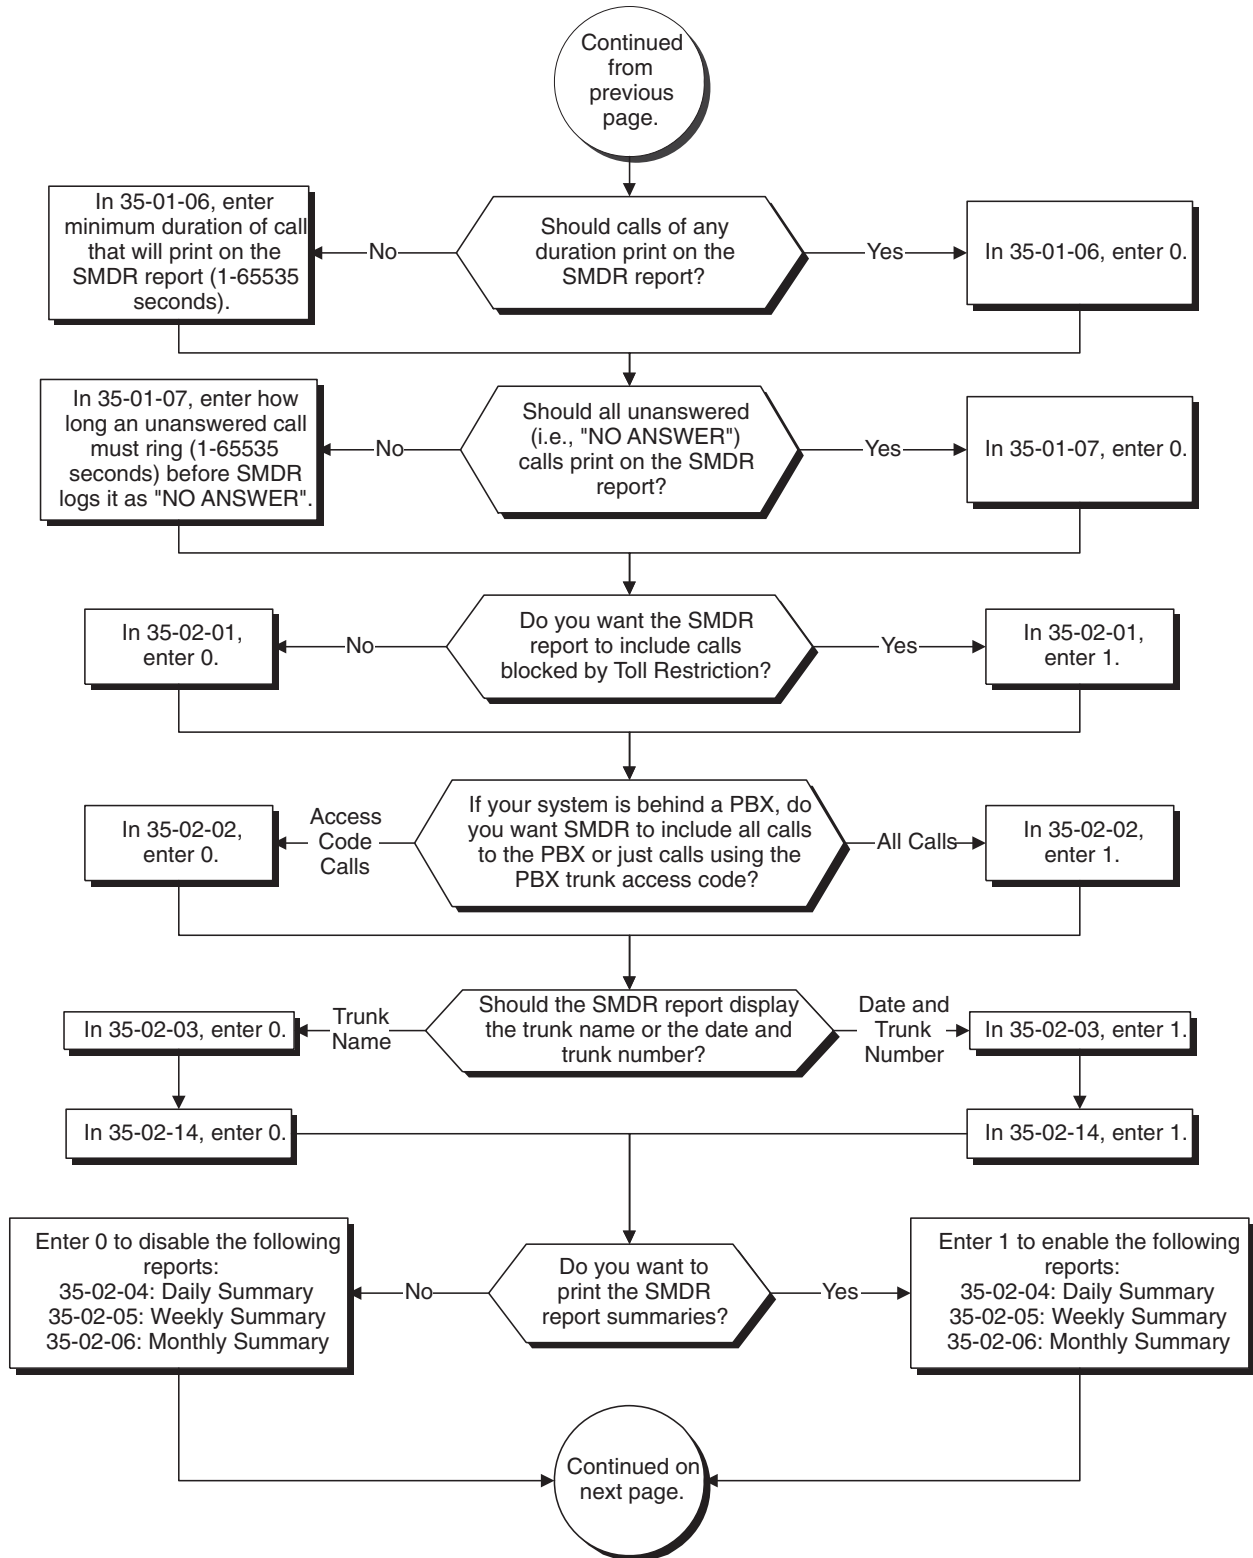 Continued
from
previous
page.
In 35-01-06, enter
minimum duration of call
that will print on the
SMDR report (1-65535
seconds).
No
Should calls of any
duration print on the
SMDR report?
Yes
In 35-01-06, enter 0.
In 35-01-07, enter how
long an unanswered call
must ring (1-65535
seconds) before SMDR
logs it as "NO ANSWER".
No
Should all unanswered
(i.e., "NO ANSWER")
calls print on the SMDR
report?
Yes
In 35-01-07, enter 0.
In 35-02-01,
enter 0.
No
Do you want the SMDR
report to include calls
blocked by Toll Restriction?
Yes
In 35-02-01,
enter 1.
In 35-02-02,
enter 0.
Access
Code
Calls
If your system is behind a PBX, do
you want SMDR to include all calls
to the PBX or just calls using the
PBX trunk access code?
All Calls
In 35-02-02,
enter 1.
In 35-02-03, enter 0.
Trunk
Name
Should the SMDR report display
the trunk name or the date and
trunk number?
Date and
Trunk
Number
In 35-02-03, enter 1.
In 35-02-14, enter 0.
In 35-02-14, enter 1.
Enter 0 to disable the following
reports:
35-02-04: Daily Summary
35-02-05: Weekly Summary
35-02-06: Monthly Summary
No
Do you want to
print the SMDR
report summaries?
Yes
Enter 1 to enable the following
reports:
35-02-04: Daily Summary
35-02-05: Weekly Summary
35-02-06: Monthly Summary
Continued on
next page.